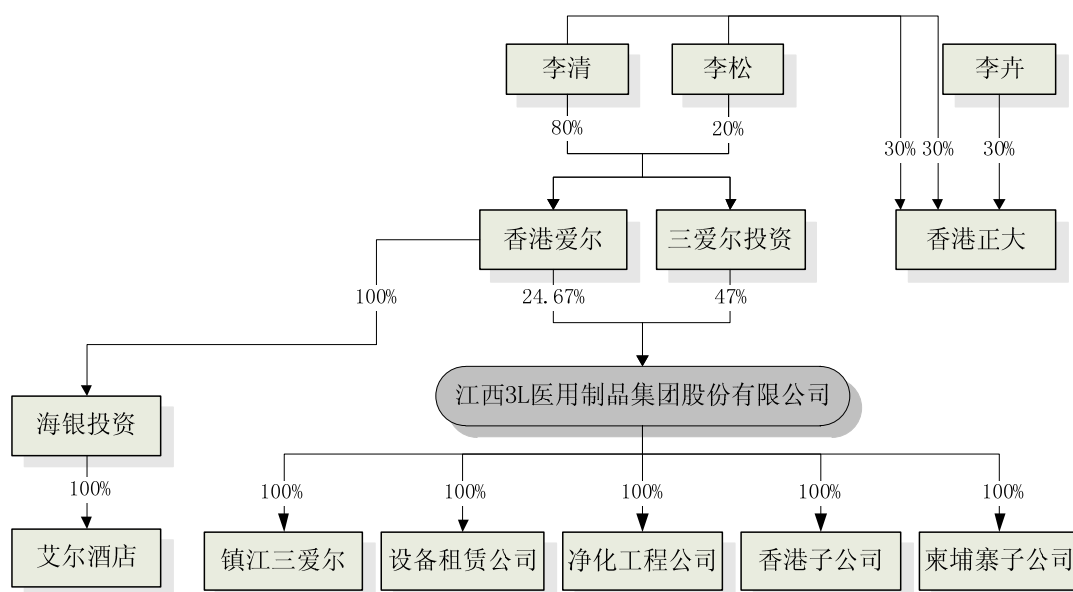 李清
李松
李卉
80%
20%
30%
30%
30%
香港爱尔
三爱尔投资
香港正大
100%
24.67%
47%
江西3L医用制品集团股份有限公司
海银投资
100%
100%
100%
100%
100%
100%
艾尔酒店
镇江三爱尔
设备租赁公司
净化工程公司
香港子公司
柬埔寨子公司